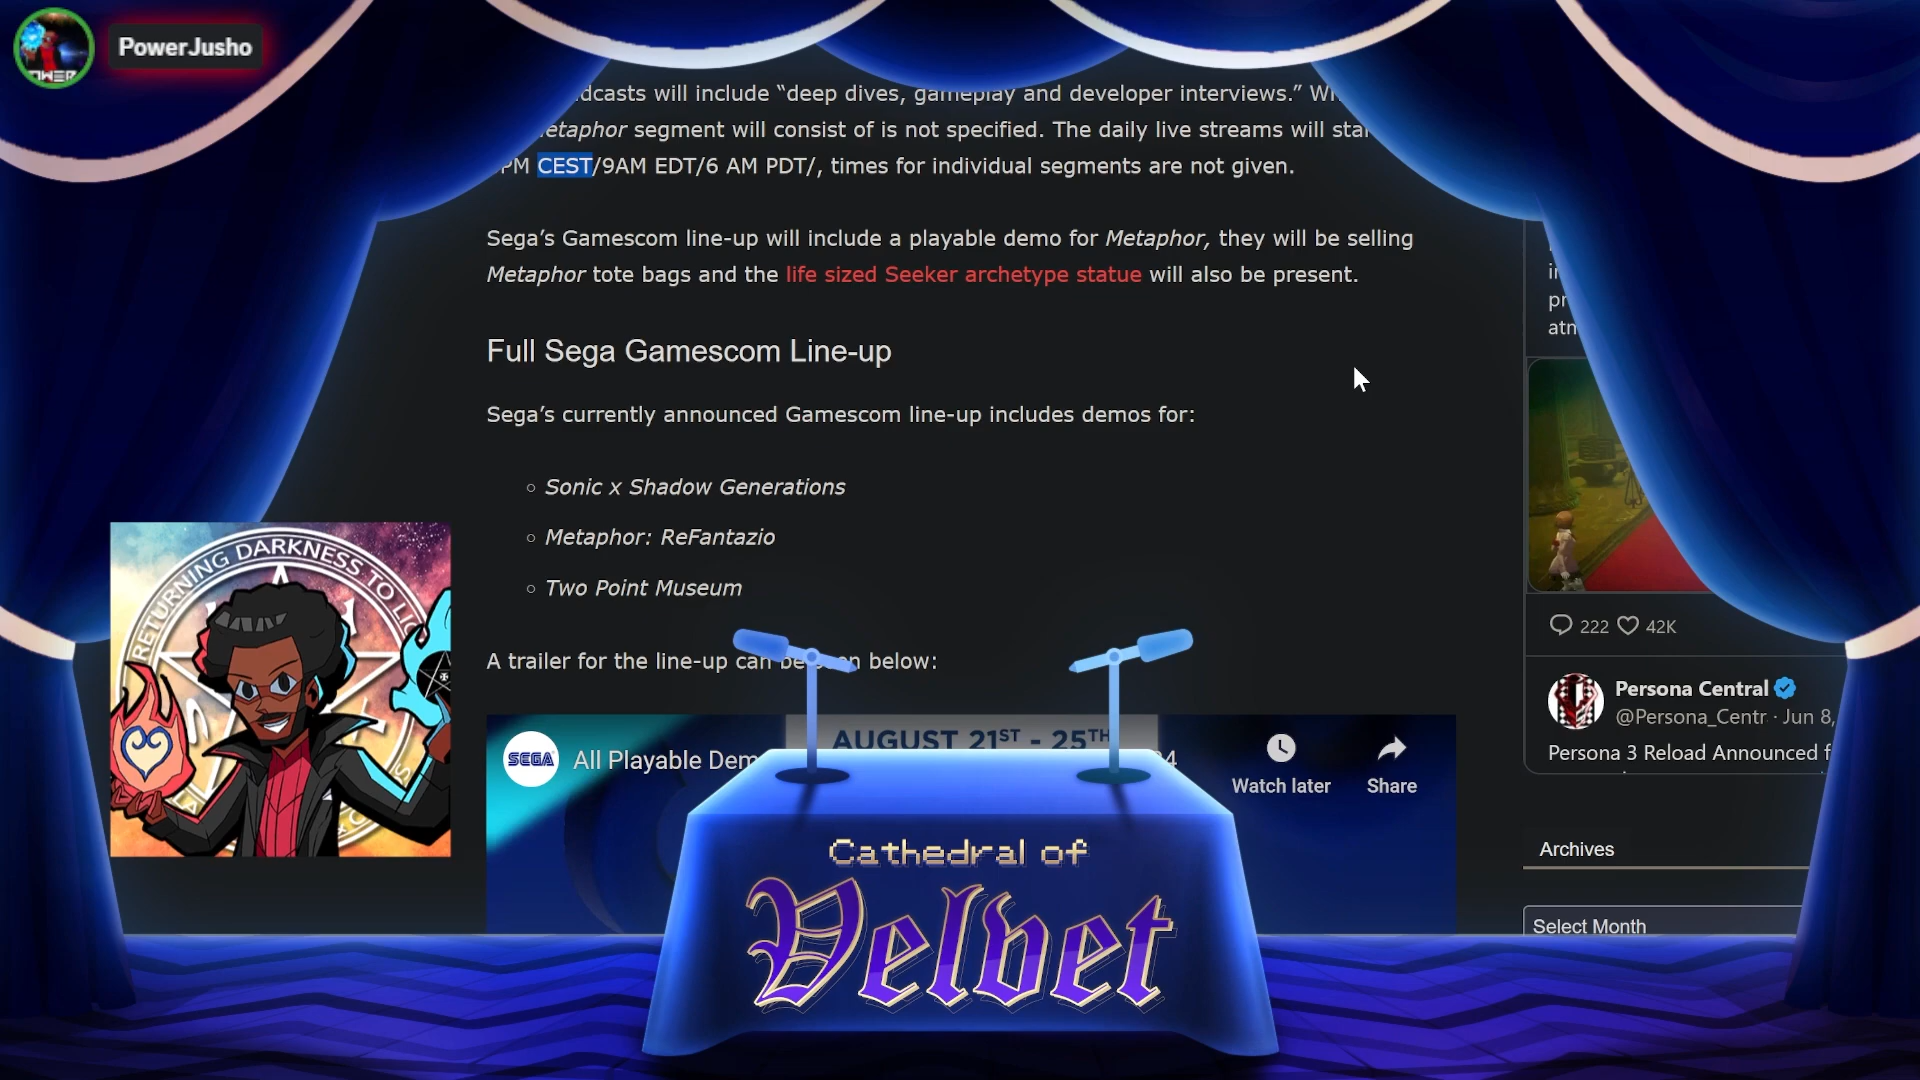 PowerJusho
dcasts will include “deep dives, gameplay and developer interviews.”
etaphor segment will consist of is not specified. The daily live streams will star
PM CEST/9AM EDT/6 AM PDT/, times for individual segments are not given.
Sega’s Gamescom line-up will include a playable demo for Metaphor, they will be selling
Metaphor tote bags and the life sized Seeker archetype statue will also be present.
Full Sega Gamescom Line-up
Sega’s currently announced Gamescom line-up includes demos for:
Sonic x Shadow Generations
Metaphor: ReFantazio
Two Point Museum
A trailer for the line-up can be n below:
RETURNING DARKNESS TO LIG
AUGUST 21ST - 25TH
SEGA
All Playable Dem
4
Watch later
Share
Cathedral of
Velvet
pr
atn
222
42K
Persona Central
@Persona_Centr · Jun 8,
Persona 3 Reload Announced f
Archives
Select Month